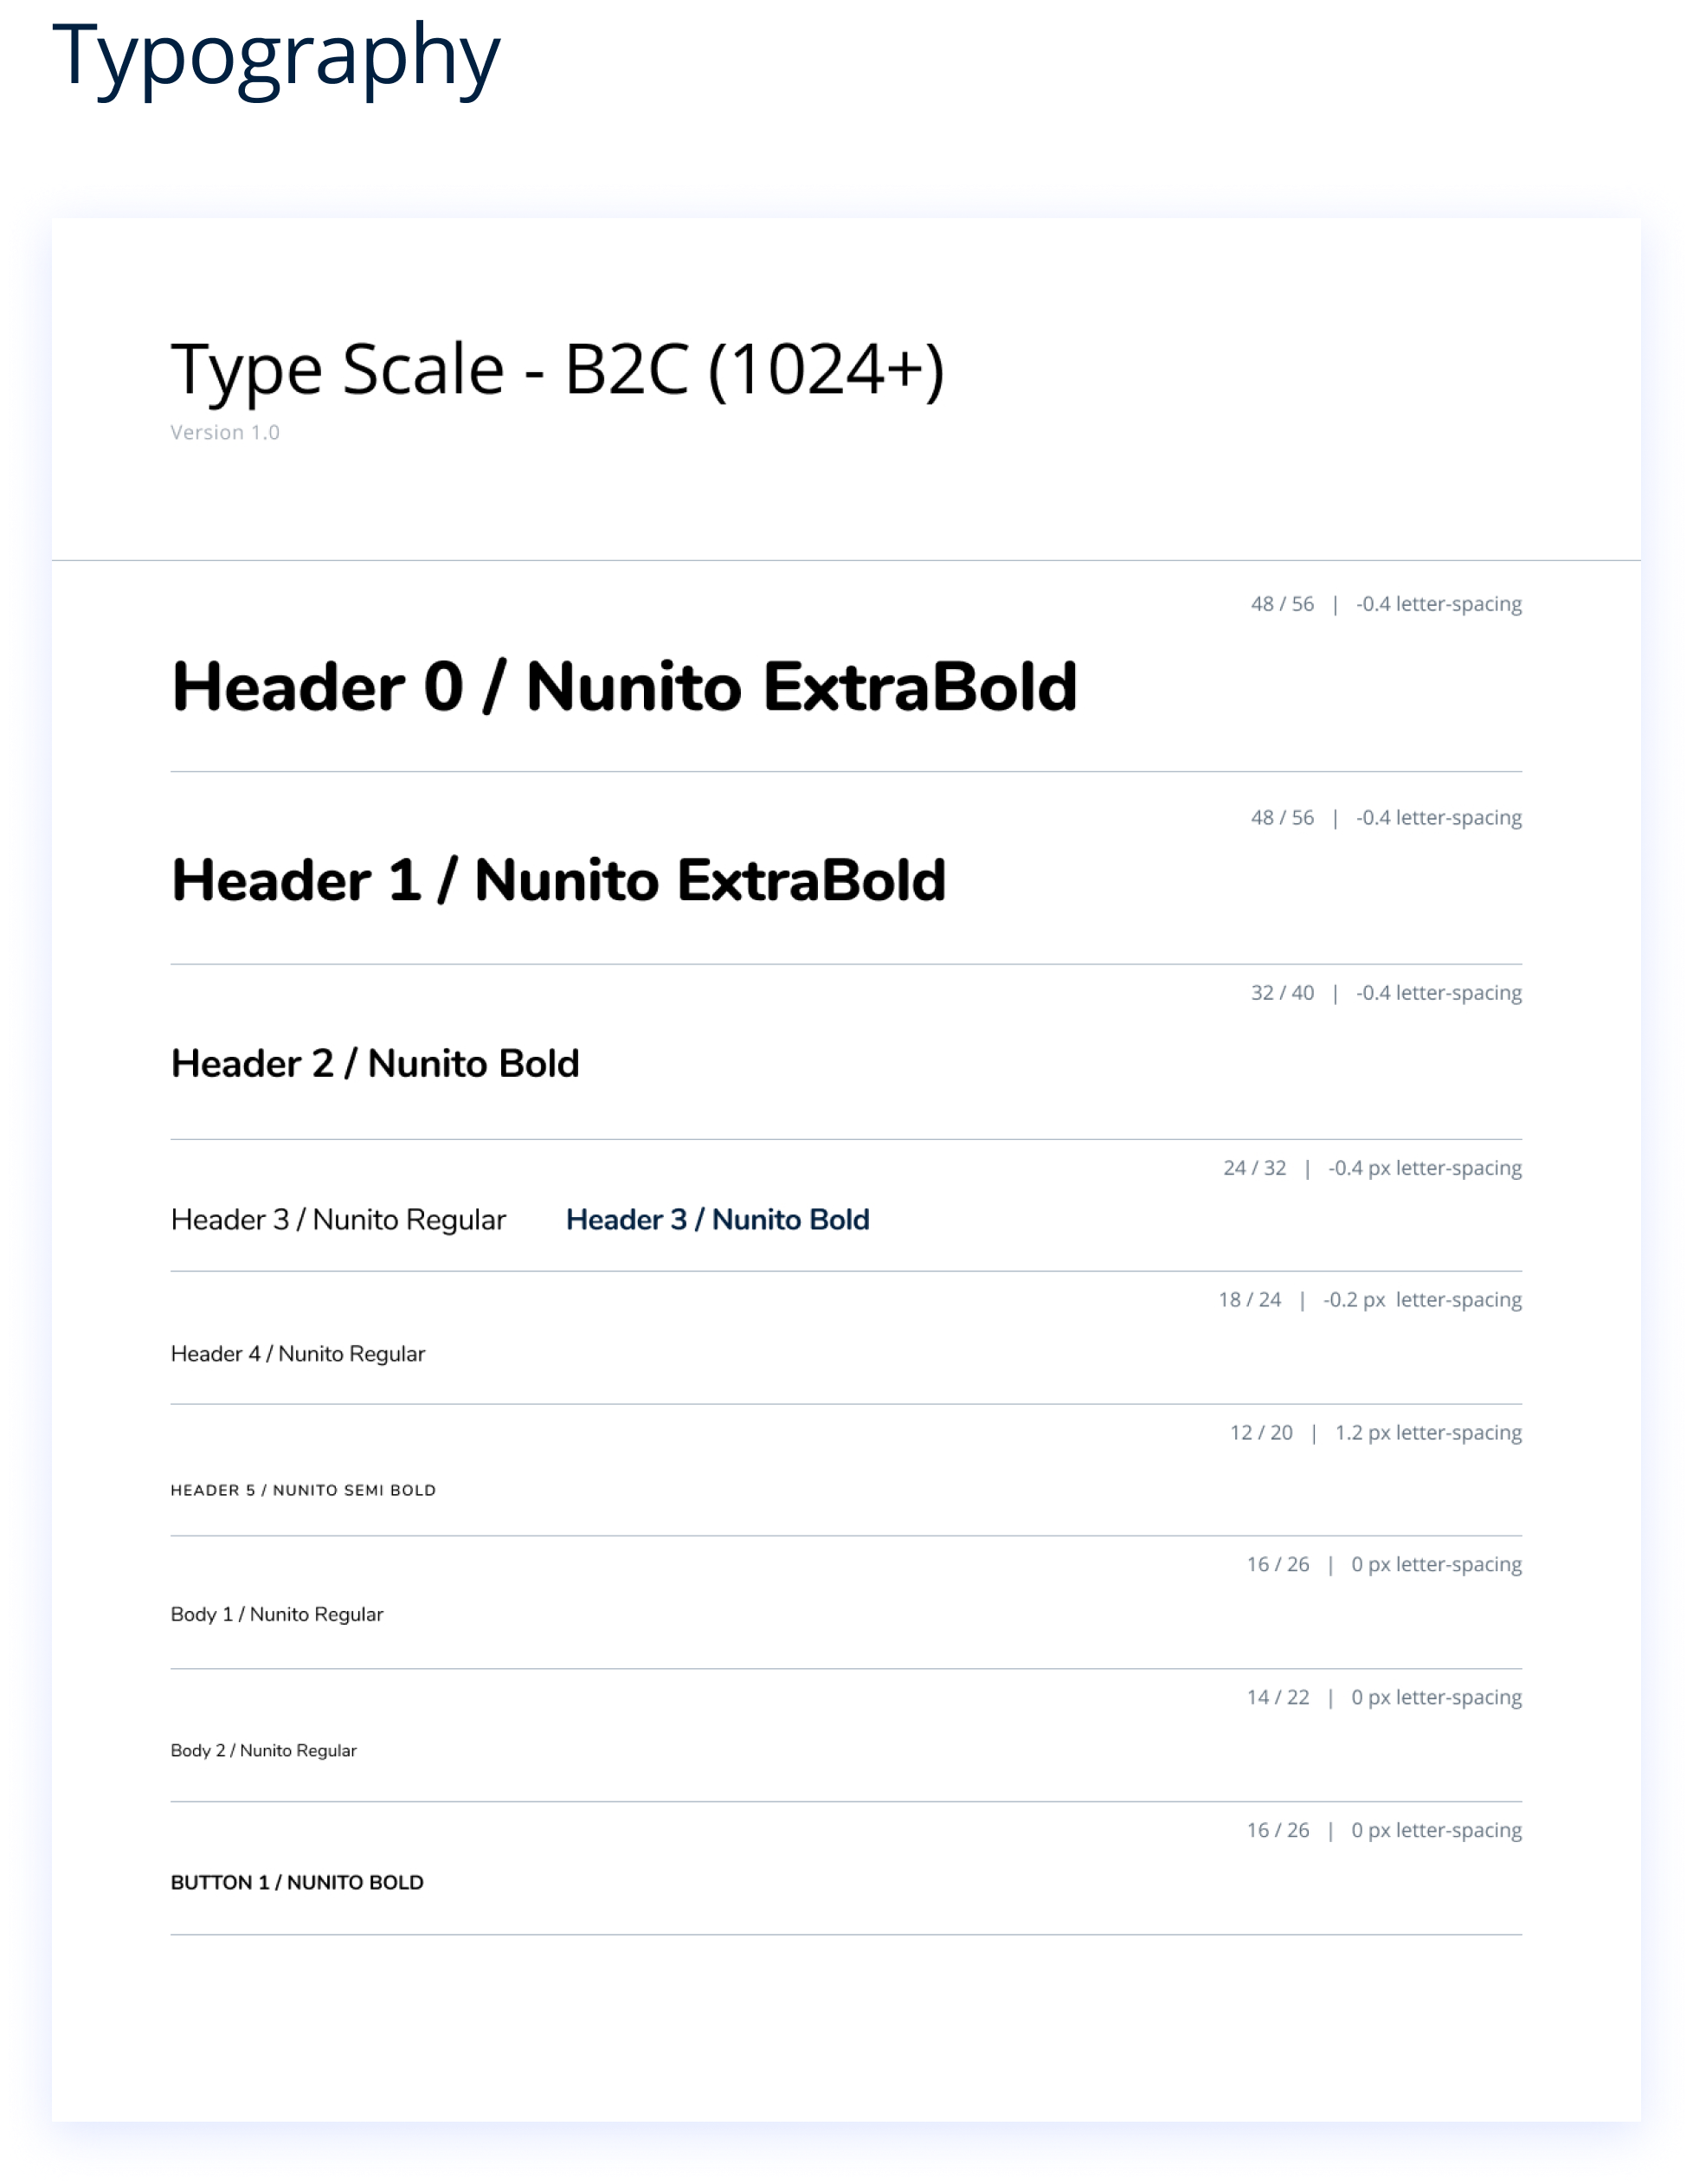 Typography
Type Scale - B2C (1024+)
Version 1.0
48 / 56 | -0.4 letter-spacing
Header 0 / Nunito ExtraBold
48 / 56 | -0.4 letter-spacing
Header 1 / Nunito ExtraBold
32 / 40 | -0.4 letter-spacing
Header 2 / Nunito Bold
24 / 32 | -0.4 px letter-spacing
Header 3 / Nunito Regular Header 3 / Nunito Bold
18 / 24 | -0.2 px letter-spacing
Header 4 / Nunito Regular
12 / 20 | 1.2 px letter-spacing
HEADER 5 / NUNITO SEMI BOLD
16 / 26 | 0 px letter-spacing
Body 1 / Nunito Regular
14 / 22 | 0 px letter-spacing
Body 2 / Nunito Regular
16 / 26 | 0 px letter-spacing
BUTTON 1 / NUNITO BOLD